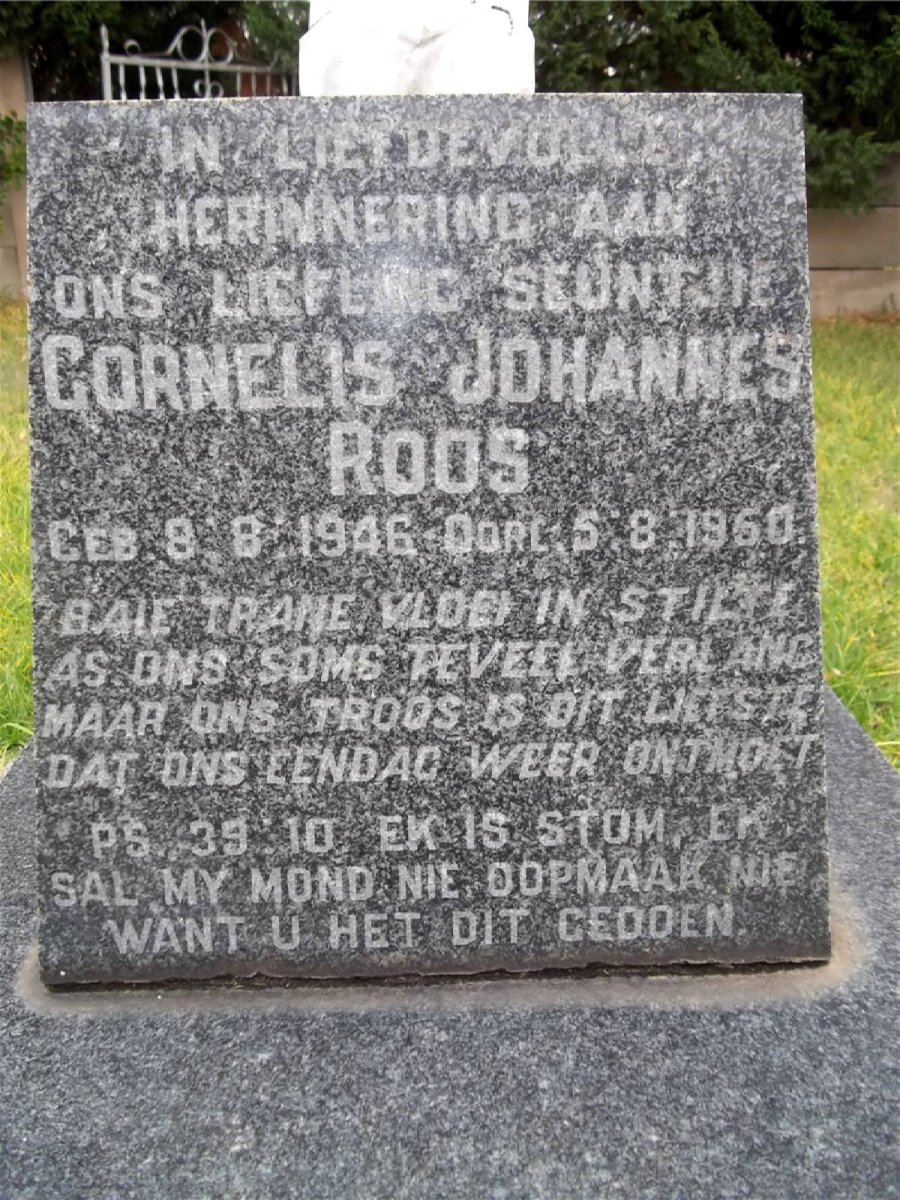 IN LIEFDEVOLLE
HERINNERING AAN
ONS LIEFLING SEUNTJIE
CORNELIS JOHANNES
ROOS
GEB. 8. 8. 1946. OORL. 5. 8. 1960.
BAIE TRANE VLOEI IN STILTE
AS ONS SOMS TEVEEL VERLANG
MAAR ONS TROOS IS DIT LIEFSTE
DAT ONS EENDAG WEER ONTMOET
PS. 39. 10. EK IS STOM, EK
SAL MY MOND NIE OOPMAAK NIE
WANT U HET DIT GEDOEN.